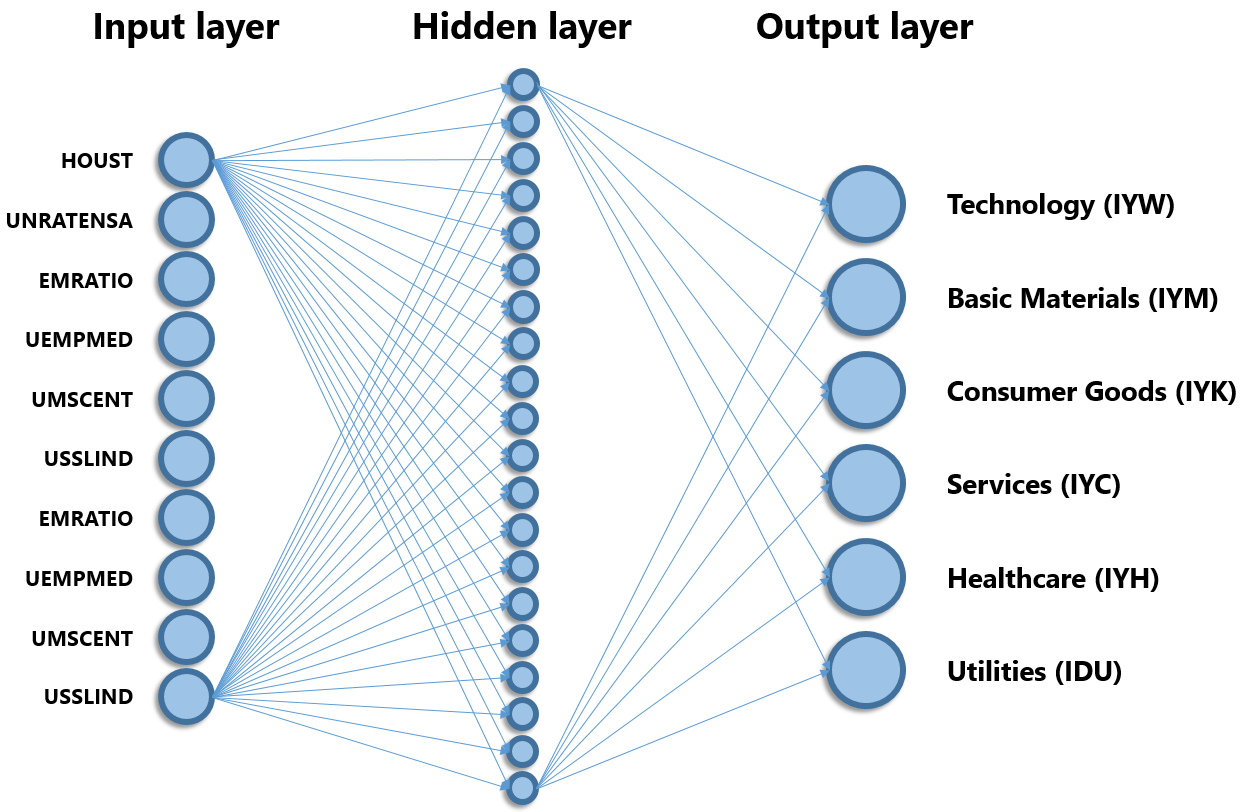 Input layer
Hidden layer
Output layer
HOUST
UNRATENSA
EMRATIO
UEMPMED
UMSCENT
USSLIND
EMRATIO
UEMPMED
UMSCENT
USSLIND
Technology (IYW)
Basic Materials (IYM)
Consumer Goods (IYK)
Services (IYC)
Healthcare (IYH)
Utilities (IDU)